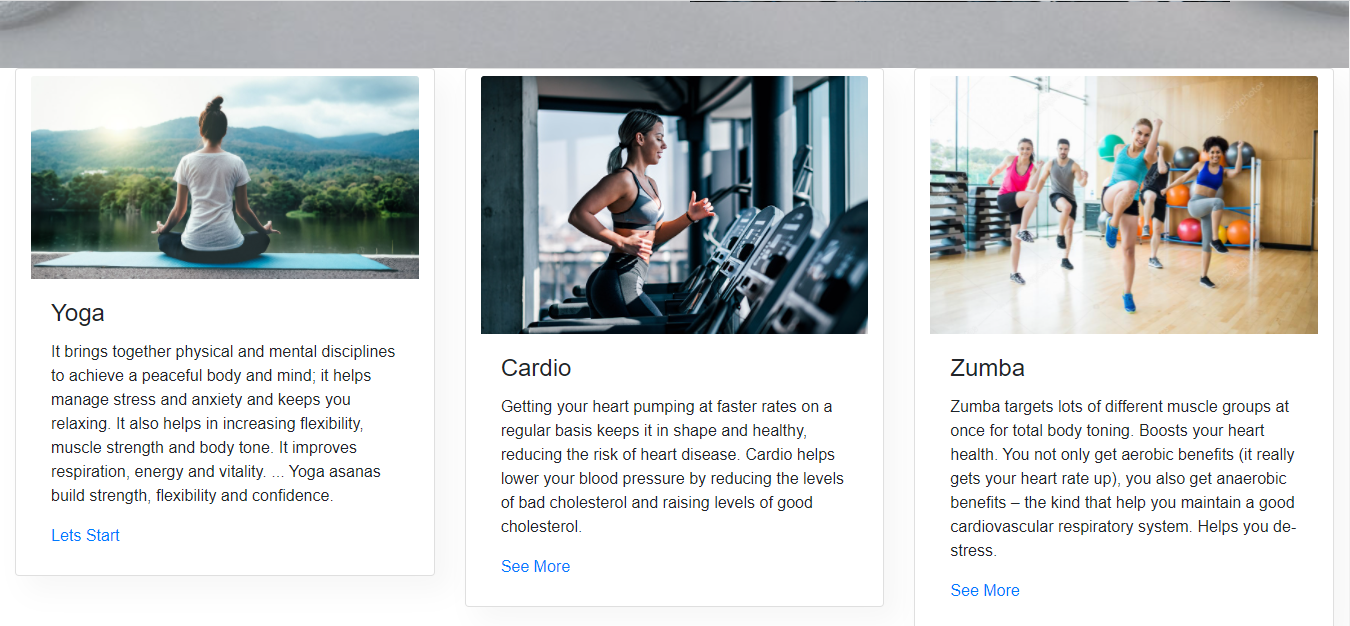 Yoga
It brings together physical and mental disciplines
to achieve a peaceful body and mind; it helps
manage stress and anxiety and keeps you
relaxing. It also helps in increasing flexibility,
muscle strength and body tone. It improves
respiration, energy and vitality. ... Yoga asanas
build strength, flexibility and confidence.
Lets Start
Cardio
Getting your heart pumping at faster rates on a
regular basis keeps it in shape and healthy,
reducing the risk of heart disease. Cardio helps
lower your blood pressure by reducing the levels
of bad cholesterol and raising levels of good
cholesterol.
See More
Zumba
Zumba targets lots of different muscle groups at
once for total body toning. Boosts your heart
health. You not only get aerobic benefits (it really
gets your heart rate up), you also get anaerobic
benefits – the kind that help you maintain a good
cardiovascular respiratory system. Helps you de-
stress.
See More